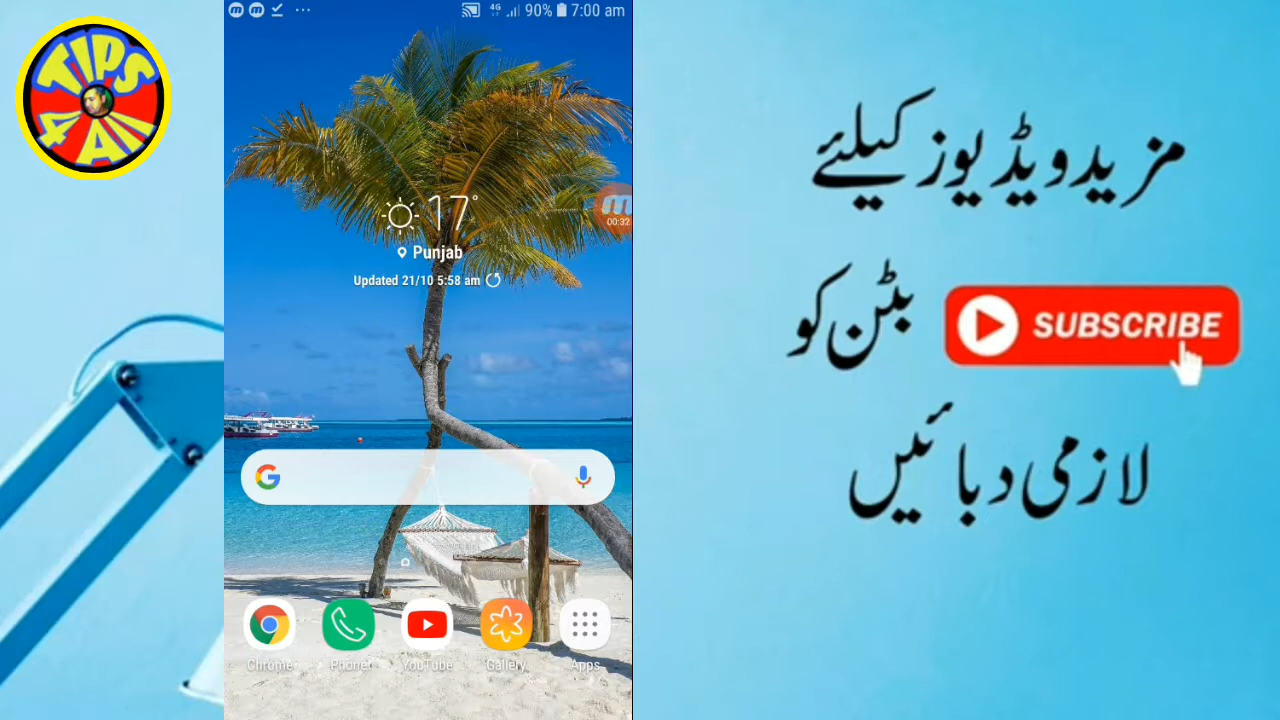 TIPS
4 All
4G 90% 7:00 am
17°
Punjab
Updated 21/10 5:58 am
00:32
Chrome
Phone
YouTube
Gallery
Apps
مزید ویڈیوز کیلئے
SUBSCRIBE بٹن کو
لازمی دبائیں